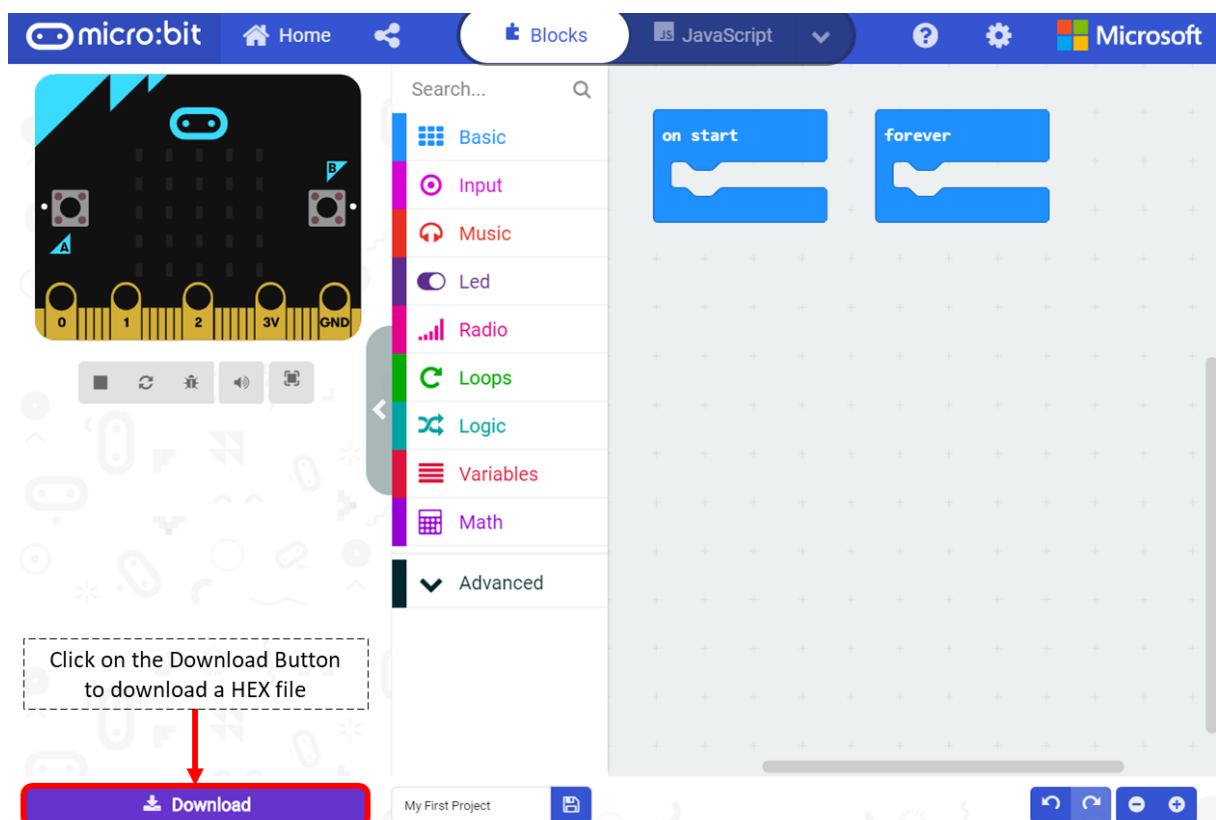 micro:bit
Home
Blocks
JS JavaScript
?
Microsoft
Search...
Basic
Input
Music
Led
Radio
Loops
Logic
Variables
Math
Advanced
B
A
0 1 2 3V GND
on start
forever
Click on the Download Button
to download a HEX file
Download
My First Project